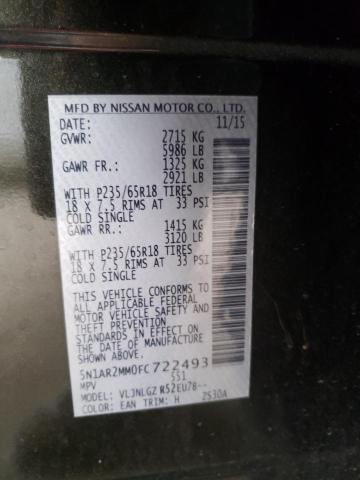 MFD BY NISSAN MOTOR CO., LTD.
DATE: 11/15
GVWR: 2715 KG
5986 LB
GAWR FR.: 1325 KG
2921 LB
WITH P235/65R18 TIRES
18 X 7.5 RIMS AT 33 PSI
COLD SINGLE
GAWR RR.: 1415 KG
3120 LB
WITH P235/65R18 TIRES
18 X 7.5 RIMS AT 33 PSI
COLD SINGLE
THIS VEHICLE CONFORMS TO
ALL APPLICABLE FEDERAL
MOTOR VEHICLE SAFETY
STANDARDS IN EFFECT ON THE
DATE OF MANUFACTURE SHOWN
ABOVE.
5N1AR2MM0FC722493
MPV 551
MODEL: VLJNLGZ R52EU78--
COLOR: EAN TRIM: H ZS30A